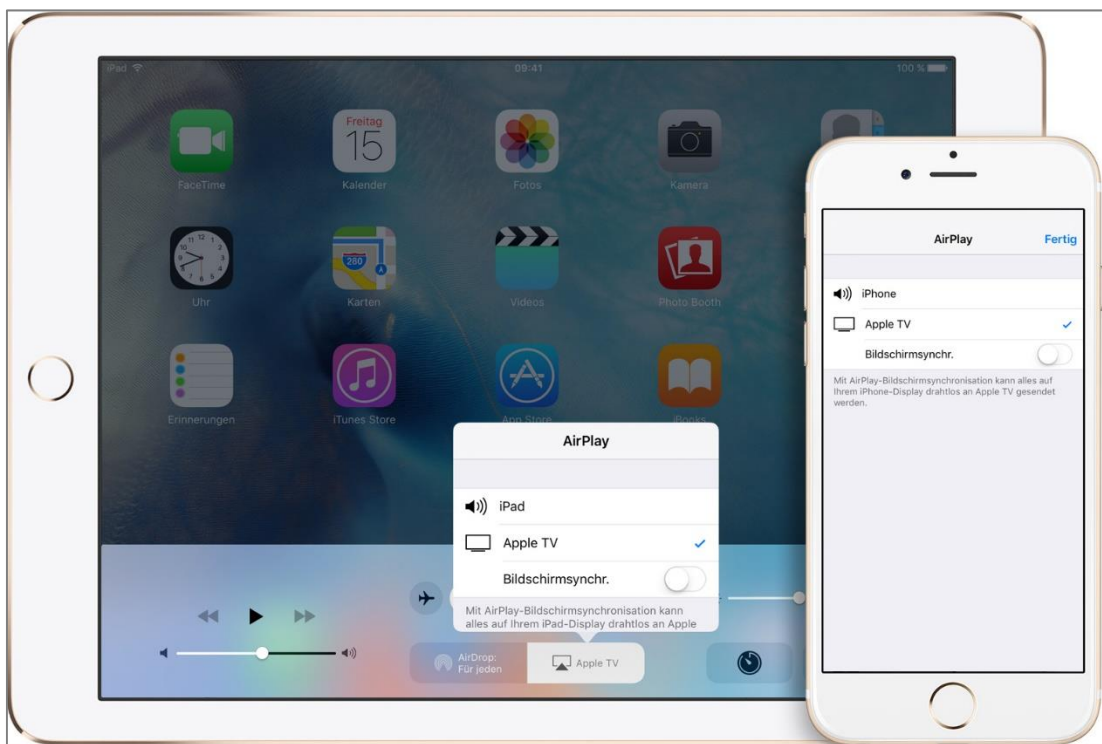 iPad
09:41
100 %
Freitag
15
FaceTime
Kalender
Fotos
Kamera
280
Uhr
Karten
Videos
Photo Booth
Erinnerungen
iTunes Store
App Store
iBooks
AirPlay
iPad
Apple TV
Bildschirmsynchr.
Mit AirPlay-Bildschirmsynchronisation kann
alles auf Ihrem iPad-Display drahtlos an Apple
AirDrop:
Für jeden
Apple TV
AirPlay
Fertig
iPhone
Apple TV
Bildschirmsynchr.
Mit AirPlay-Bildschirmsynchronisation kann alles auf
Ihrem iPhone-Display drahtlos an Apple TV gesendet
werden.